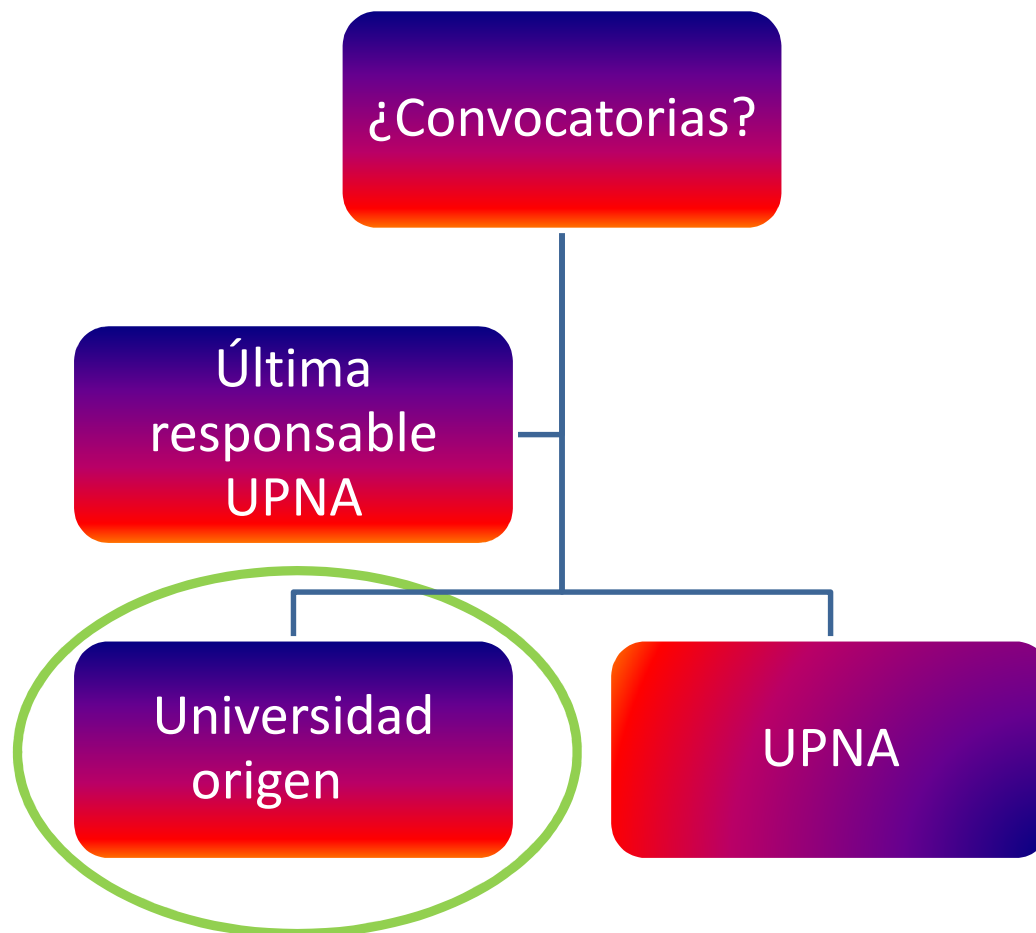 ¿Convocatorias?
Última
responsable
UPNA
Universidad
origen
UPNA